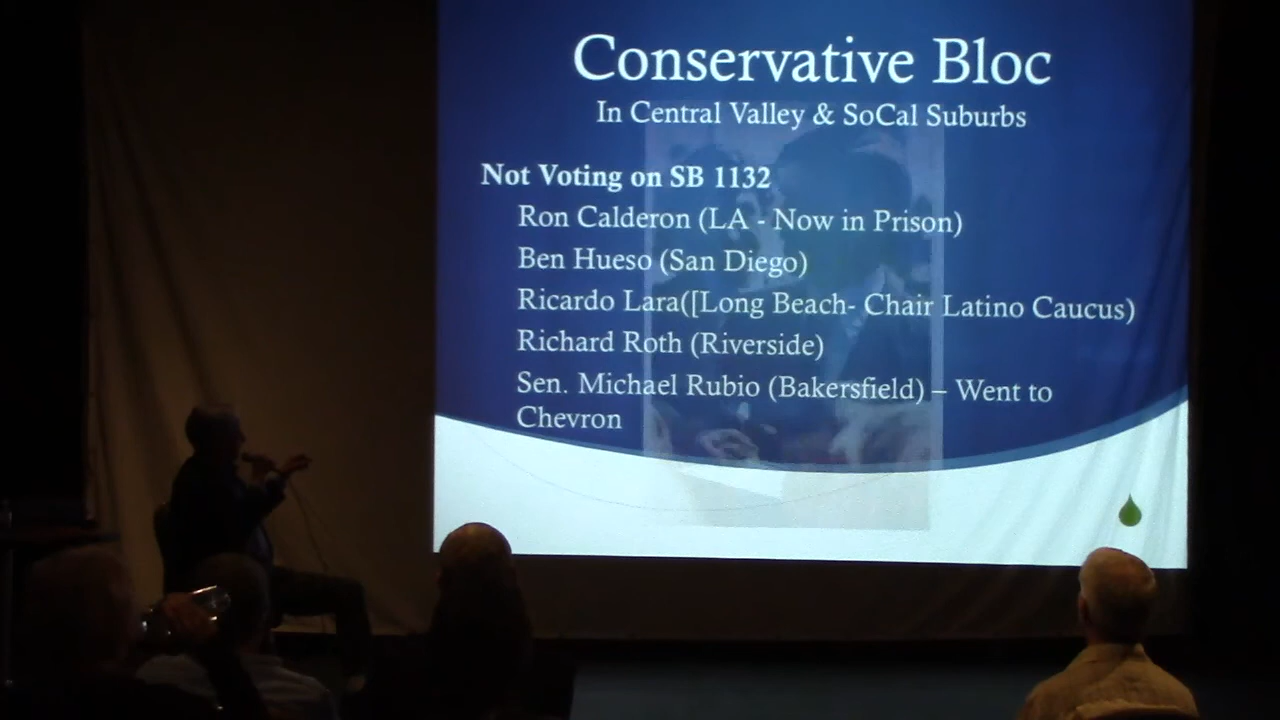 Conservative Bloc
In Central Valley & SoCal Suburbs
Not Voting on SB 1132
Ron Calderon (LA - Now in Prison)
Ben Hueso (San Diego)
Ricardo Lara([Long Beach- Chair Latino Caucus)
Richard Roth (Riverside)
Sen. Michael Rubio (Bakersfield) – Went to
Chevron